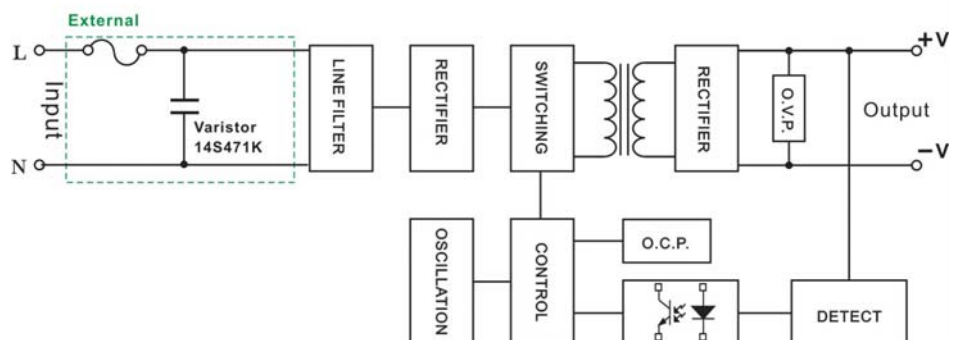 External
L
Input
N
Varistor
14S471K
LINE FILTER
RECTIFIER
SWITCHING
RECTIFIER
O.V.P.
+V
Output
−V
OSCILLATION
CONTROL
O.C.P.
DETECT